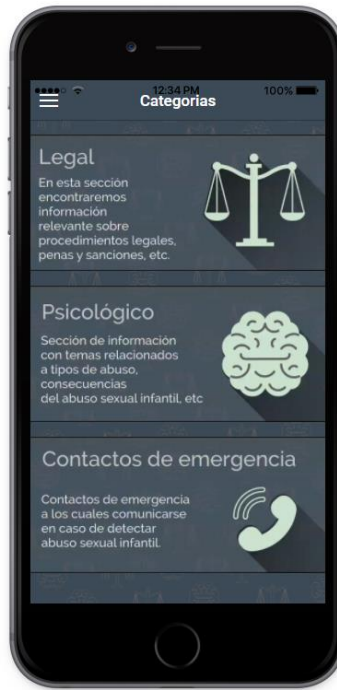 12:34 PM
100%
Categorias
Legal
En esta sección
encontraremos
información
relevante sobre
procedimientos legales,
penas y sanciones, etc.
Psicológico
Sección de información
con temas relacionados
a tipos de abuso,
consecuencias
del abuso sexual infantil, etc
Contactos de emergencia
Contactos de emergencia
a los cuales comunicarse
en caso de detectar
abuso sexual infantil.